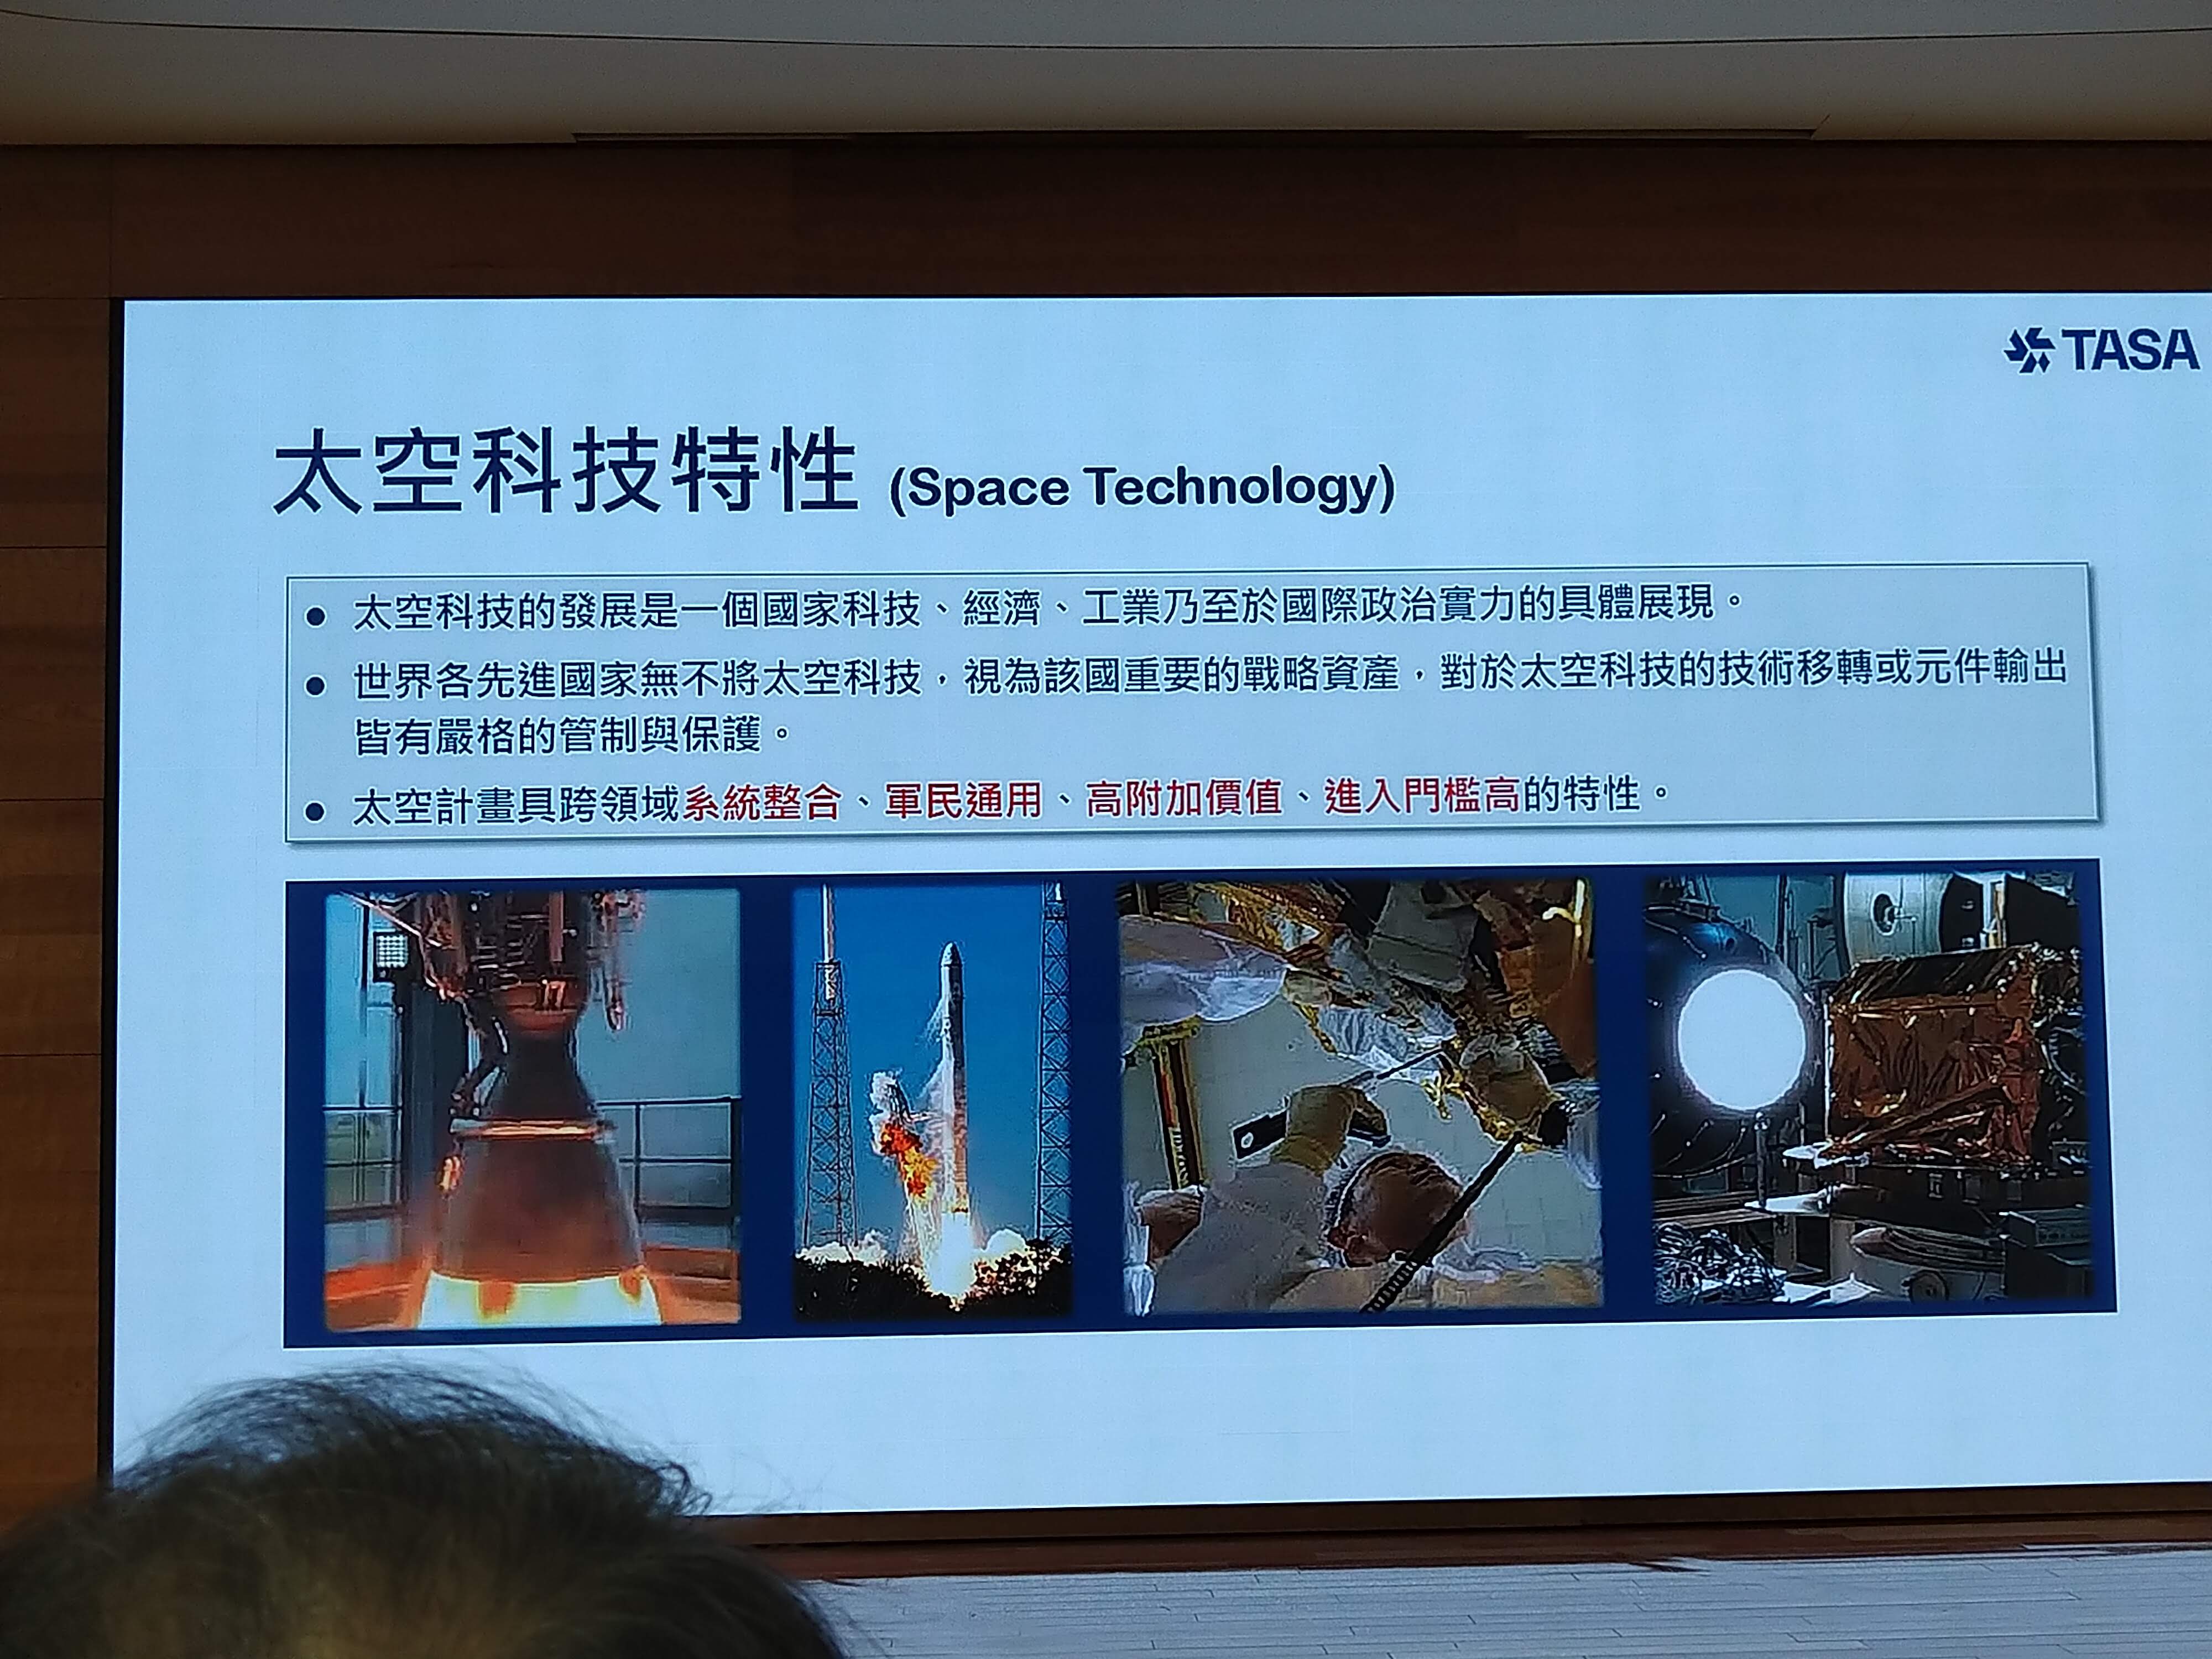 TASA
太空科技特性 (Space Technology)
● 太空科技的發展是一個國家科技、經濟、工業乃至於國際政治實力的具體展現。
● 世界各先進國家無不將太空科技，視為該國重要的戰略資產，對於太空科技的技術移轉或元件輸出
皆有嚴格的管制與保護。
● 太空計畫具跨領域系統整合、軍民通用、高附加價值、進入門檻高的特性。